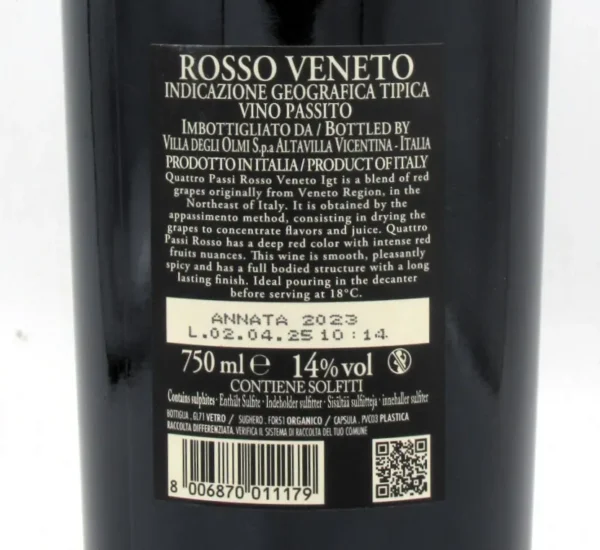 ROSSO VENETO
INDICAZIONE GEOGRAFICA TIPICA
VINO PASSITO
IMBOTTIGLIATO DA / BOTTLED BY
VILLA DEGLI OLMI S.p.a ALTAVILLA VICENTINA - ITALIA
PRODOTTO IN ITALIA / PRODUCT OF ITALY
Quattro Passi Rosso Veneto Igt is a blend of red
grapes originally from Veneto Region, in the
Northeast of Italy. It is obtained by the
appassimento method, consisting in drying the
grapes to concentrate flavors and juice. Quattro
Passi Rosso has a deep red color with intense red
fruits nuances. This wine is smooth, pleasantly
spicy and has a full bodied structure with a long
lasting finish. Ideal pouring in the decanter
before serving at 18°C.
ANNATA 2023
L.02.04.25 10:14
750 ml e 14% vol
CONTIENE SOLFITI
Contains sulphites · Enthält Sulfite · Indeholder sulfitter · Sisältää sulfiitteja · inneháller sulfiter
BOTTIGLIA . GL71 VETRO / SUGHERO . FOR51 ORGANICO / CAPSULA . PVC03 PLASTICA
RACCOLTA DIFFERENZIATA. VERIFICA IL SISTEMA DI RACCOLTA DEL TUO COMUNE
8 006870 011179